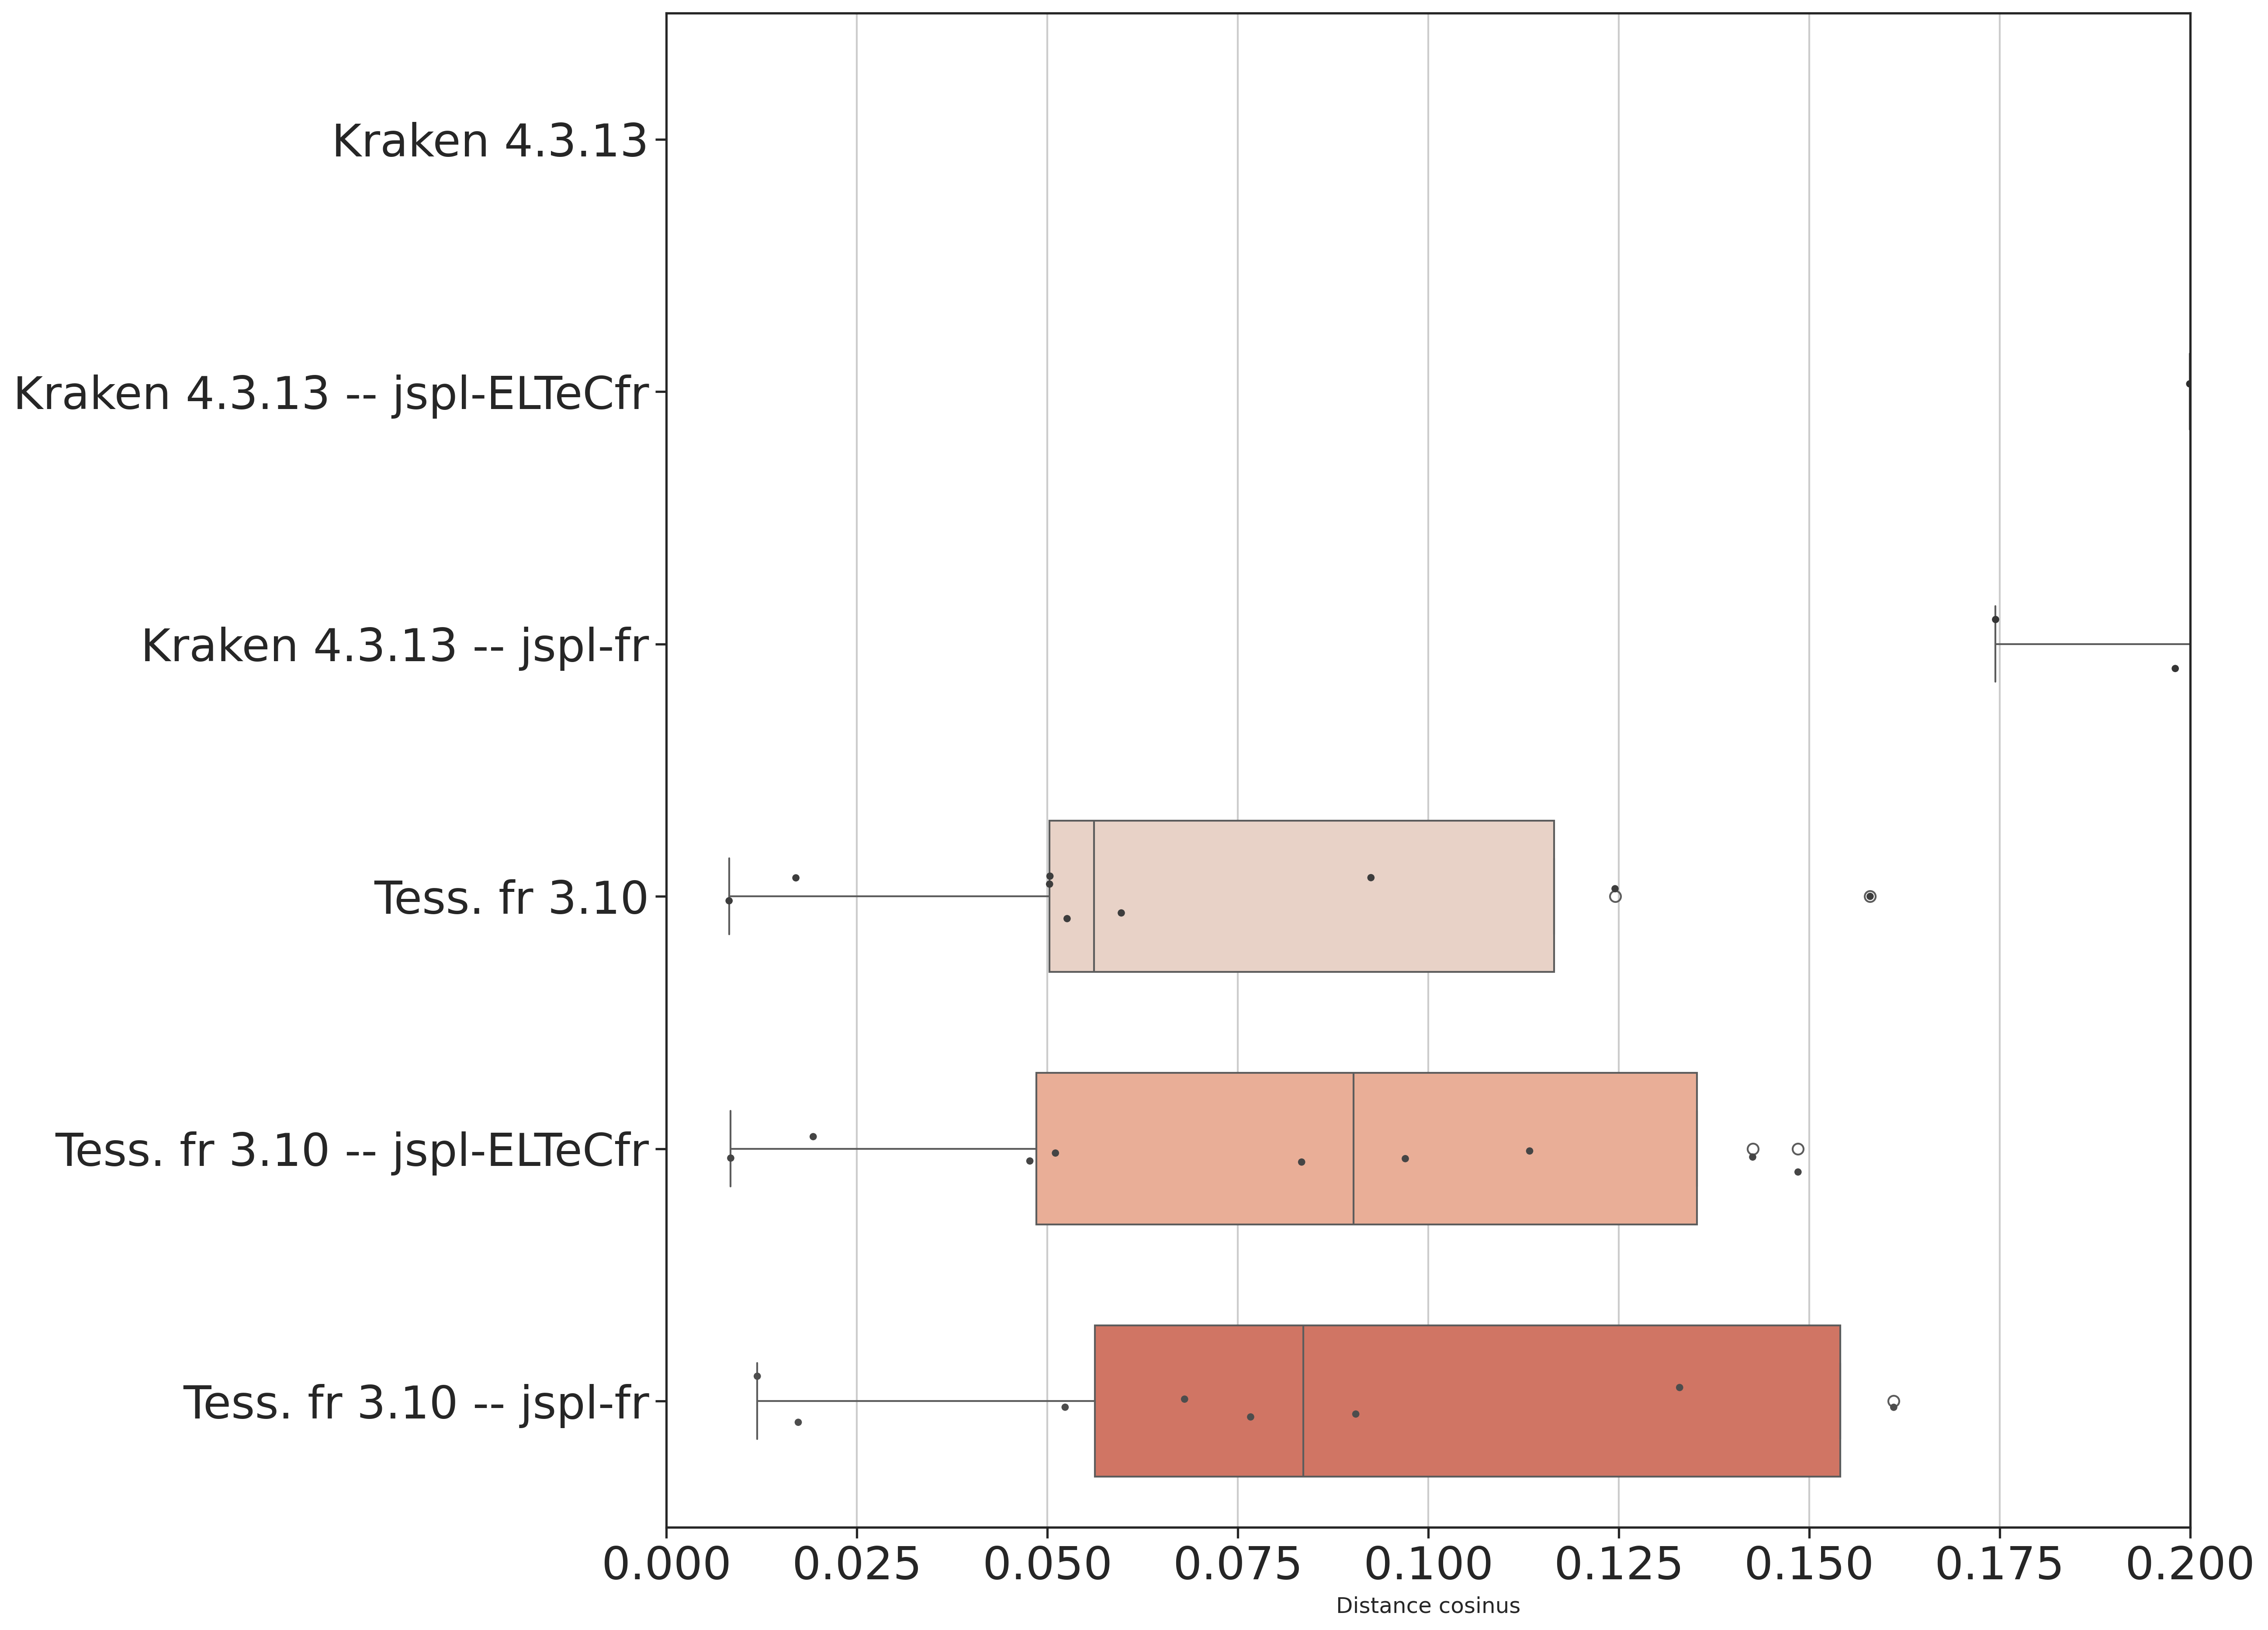 Kraken 4.3.13
Kraken 4.3.13 -- jspl-ELTeCfr
Kraken 4.3.13 -- jspl-fr
Tess. fr 3.10
Tess. fr 3.10 -- jspl-ELTeCfr
Tess. fr 3.10 -- jspl-fr
0.000 0.025 0.050 0.075 0.100 0.125 0.150 0.175 0.200
Distance cosinus